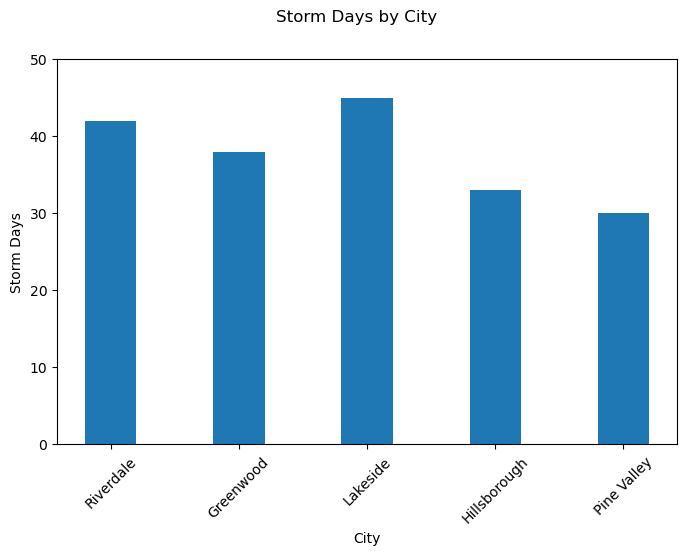 Storm Days by City
50
40
30
20
10
0
Storm Days
Riverdale
Greenwood
Lakeside
Hillsborough
Pine Valley
City